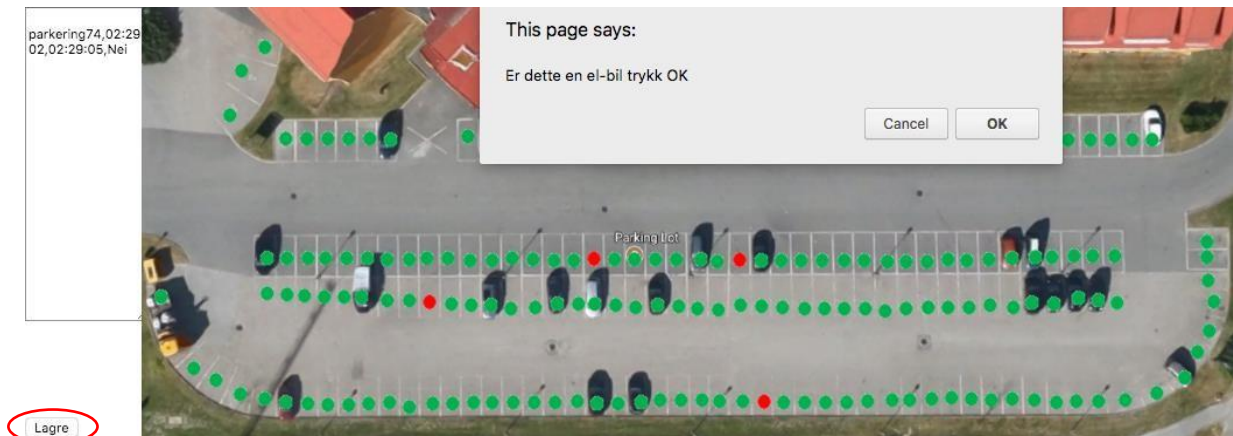 parkering74,02:29
02,02:29:05,Nei
This page says:
Er dette en el-bil trykk OK
Cancel
OK
Parking Lot
Lagre